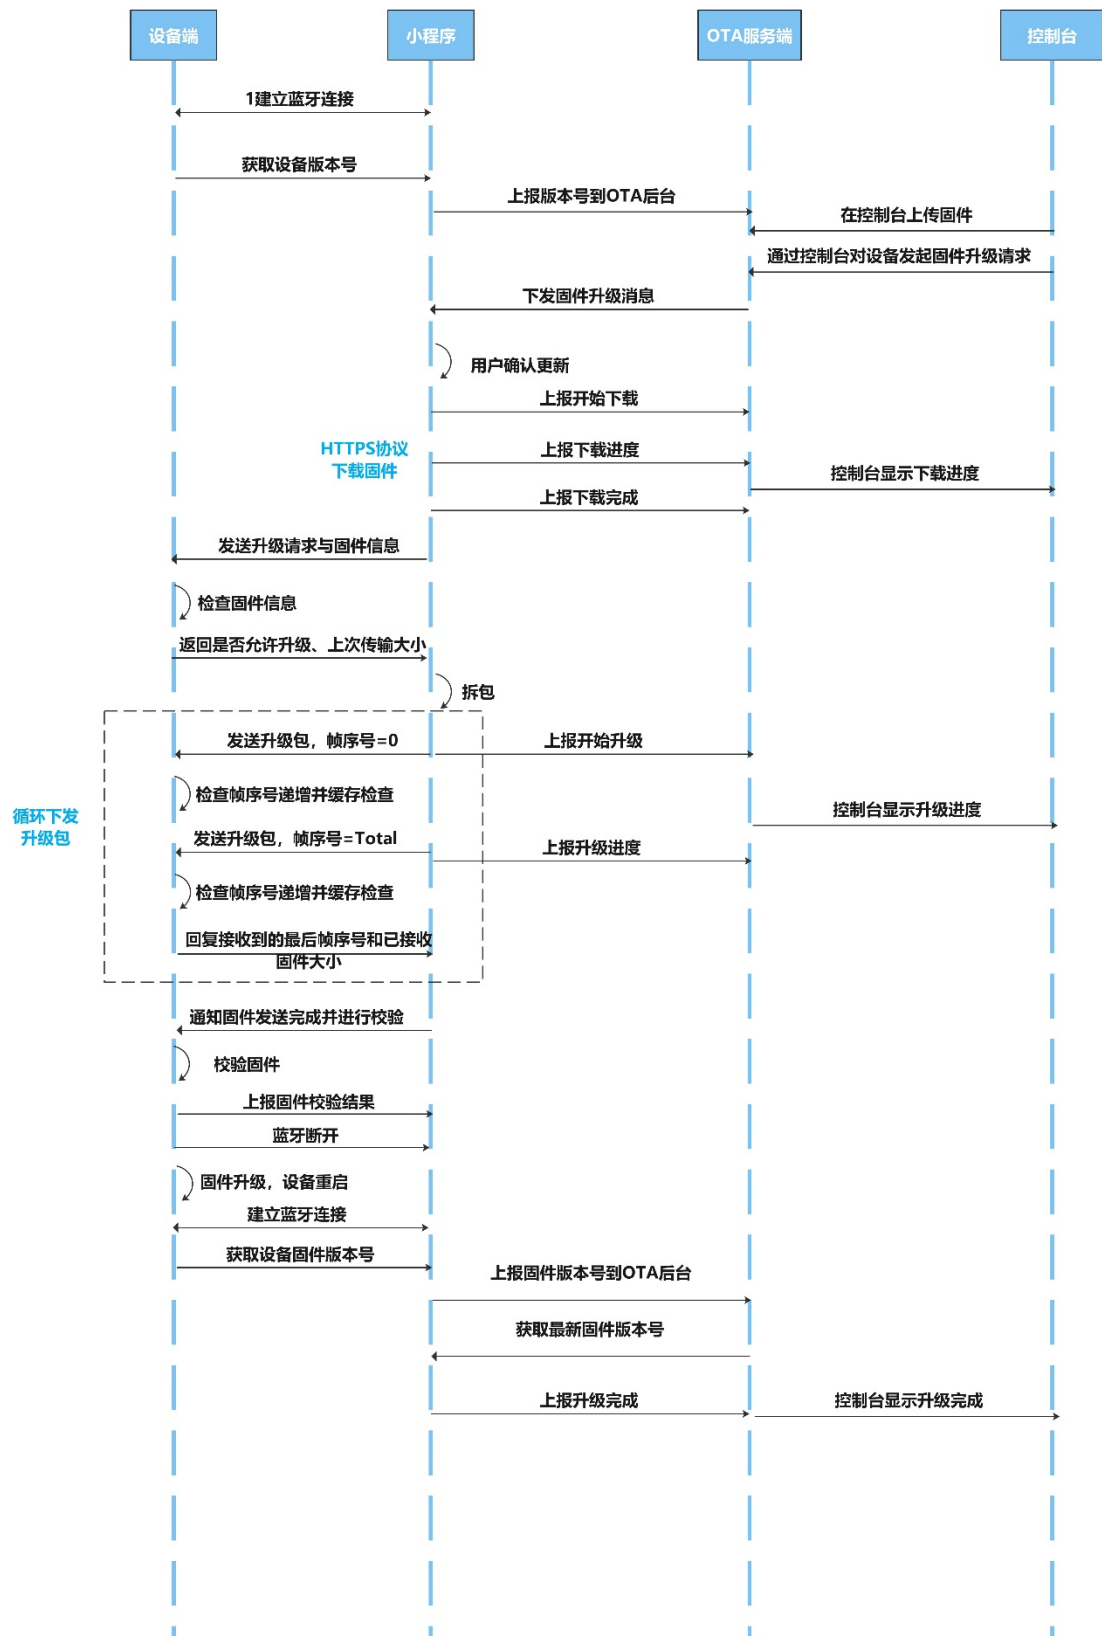 设备端
小程序
OTA服务端
控制台
1建立蓝牙连接
获取设备版本号
上报版本号到OTA后台
在控制台上传固件
通过控制台对设备发起固件升级请求
下发固件升级消息
用户确认更新
上报开始下载
HTTPS协议
下载固件
上报下载进度
控制台显示下载进度
上报下载完成
发送升级请求与固件信息
检查固件信息
返回是否允许升级、上次传输大小
拆包
发送升级包，帧序号=0
上报开始升级
检查帧序号递增并缓存检查
循环下发
升级包
控制台显示升级进度
发送升级包，帧序号=Total
上报升级进度
检查帧序号递增并缓存检查
回复接收到的最后帧序号和已接收
固件大小
通知固件发送完成并进行校验
校验固件
上报固件校验结果
蓝牙断开
固件升级，设备重启
建立蓝牙连接
获取设备固件版本号
上报固件版本号到OTA后台
获取最新固件版本号
上报升级完成
控制台显示升级完成